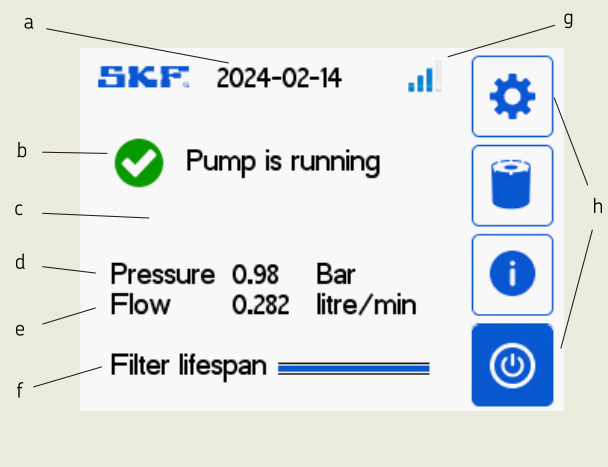 a
g
SKF
2024-02-14
b
Pump is running
c
h
d
Pressure 0.98 Bar
Flow 0.282 litre/min
e
Filter lifespan
f
i